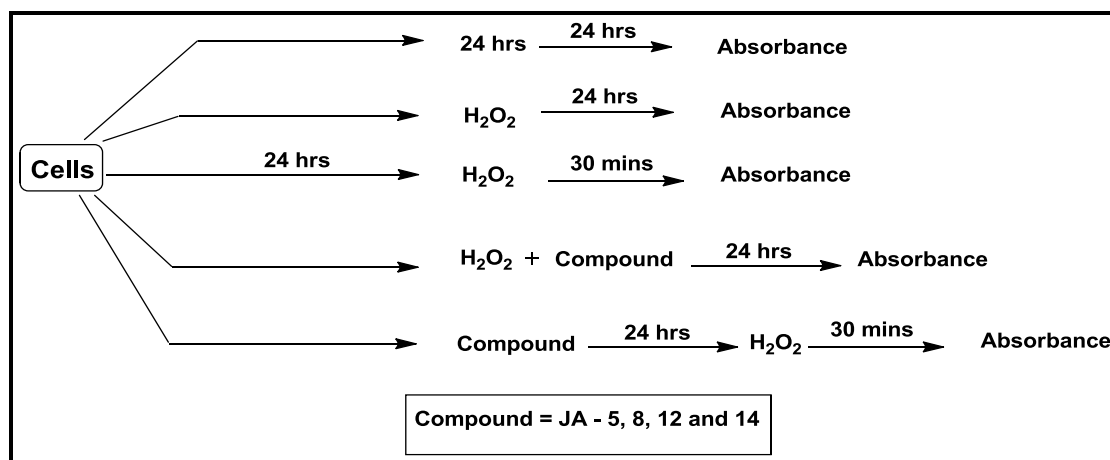 24 hrs 24 hrs Absorbance
H₂O₂ 24 hrs Absorbance
Cells 24 hrs H₂O₂ 30 mins Absorbance
H₂O₂ + Compound 24 hrs Absorbance
Compound 24 hrs H₂O₂ 30 mins Absorbance
Compound = JA - 5, 8, 12 and 14